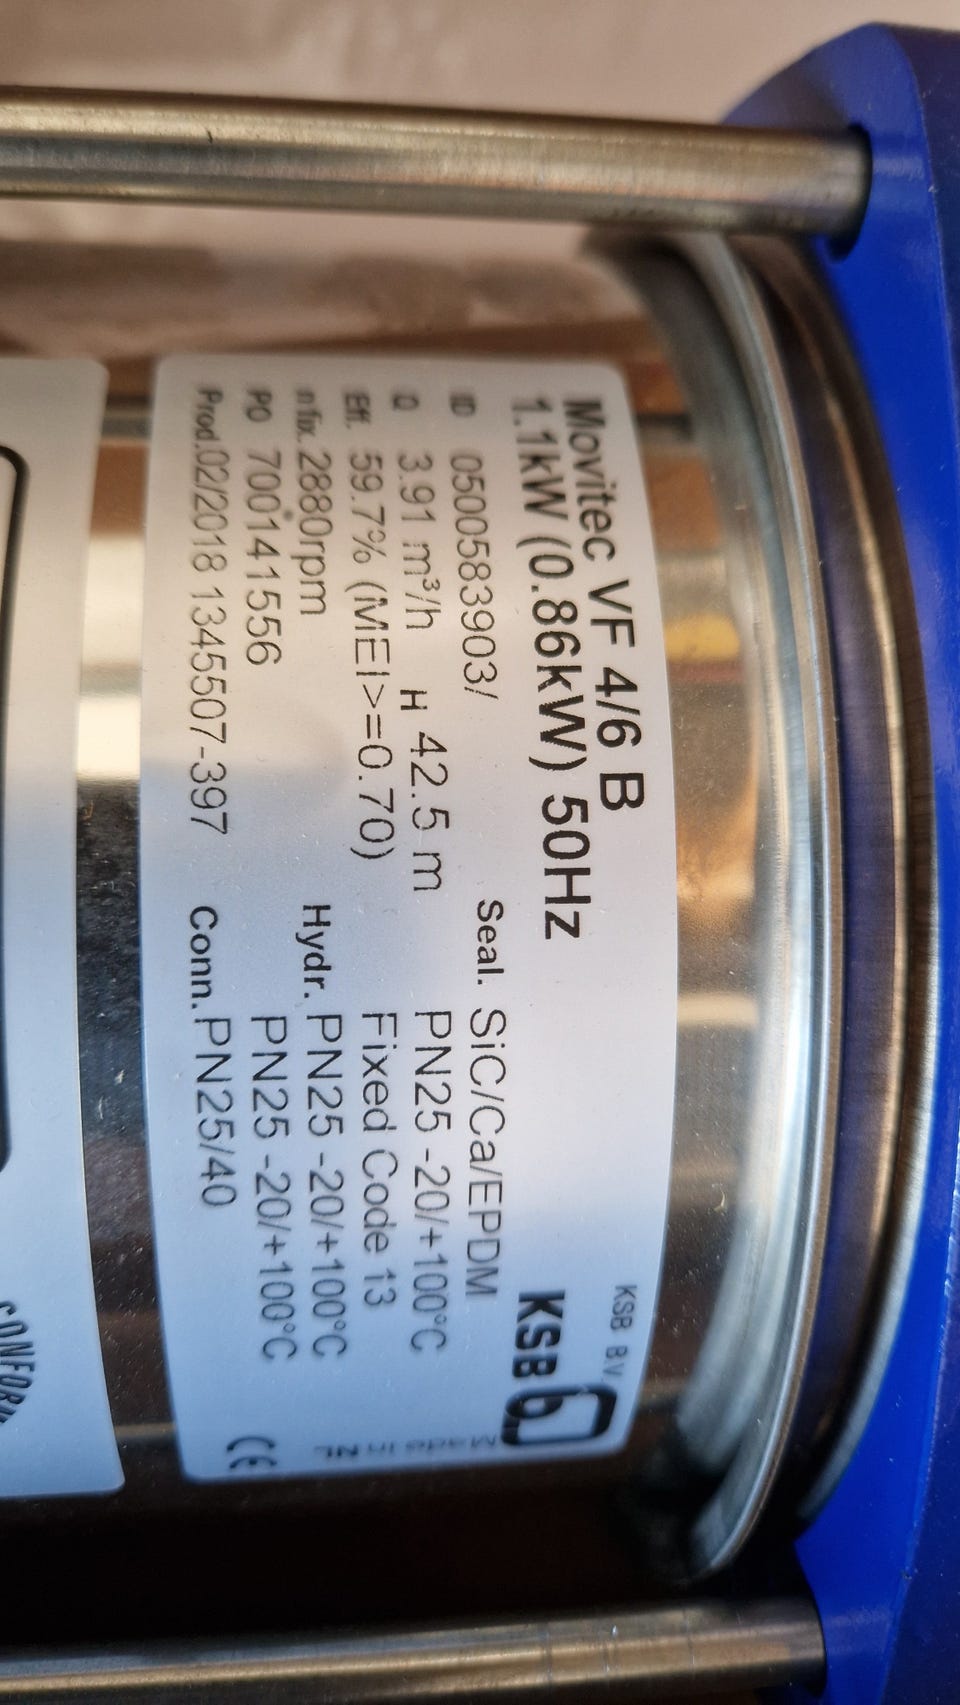 Movitec VF 4/6 B
1.1kW (0.86kW) 50Hz
KSB B.V.
KSB
ID 0500583903/
Q 3.91 m³/h H 42.5 m
Eff. 59.7% (MEI>=0.70)
n fix. 2880rpm
PO 700141556
Prod.02/2018 1345507-397
Seal. SiC/Ca/EPDM
PN25 -20/+100°C
Fixed Code 13
Hydr. PN25 -20/+100°C
PN25 -20/+100°C
Conn. PN25/40
Made in NL
CE